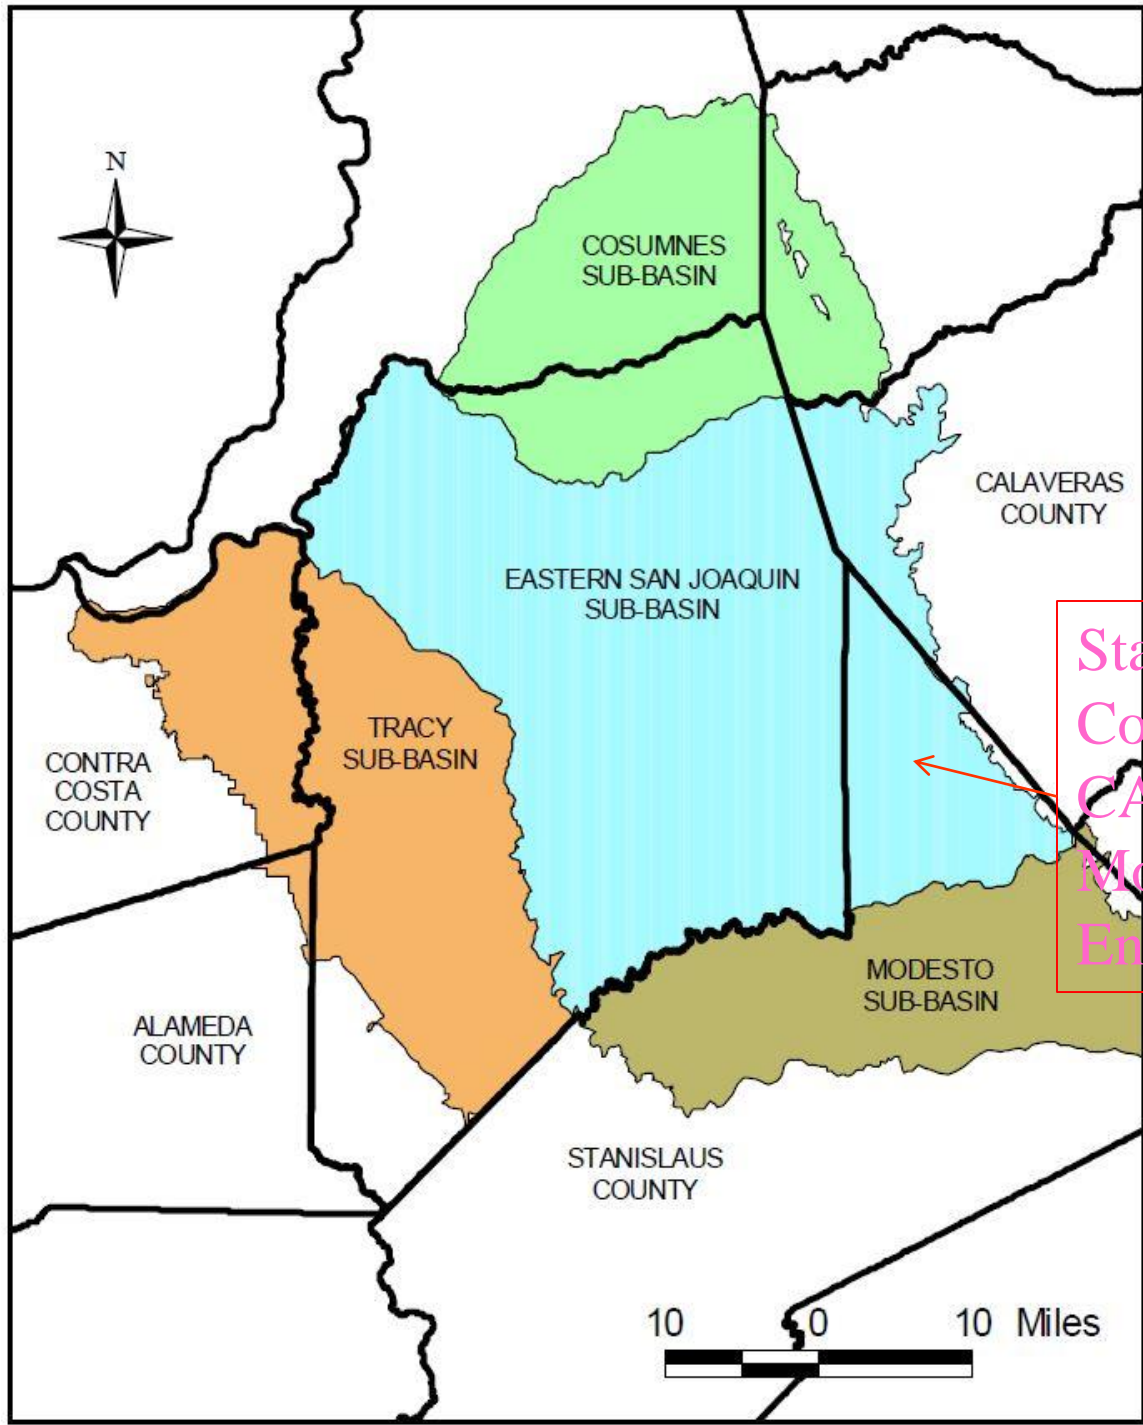 N
COSUMNES
SUB-BASIN
CALAVERAS
COUNTY
EASTERN SAN JOAQUIN
SUB-BASIN
TRACY
SUB-BASIN
CONTRA
COSTA
COUNTY
MODESTO
SUB-BASIN
ALAMEDA
COUNTY
STANISLAUS
COUNTY
10 0 10 Miles